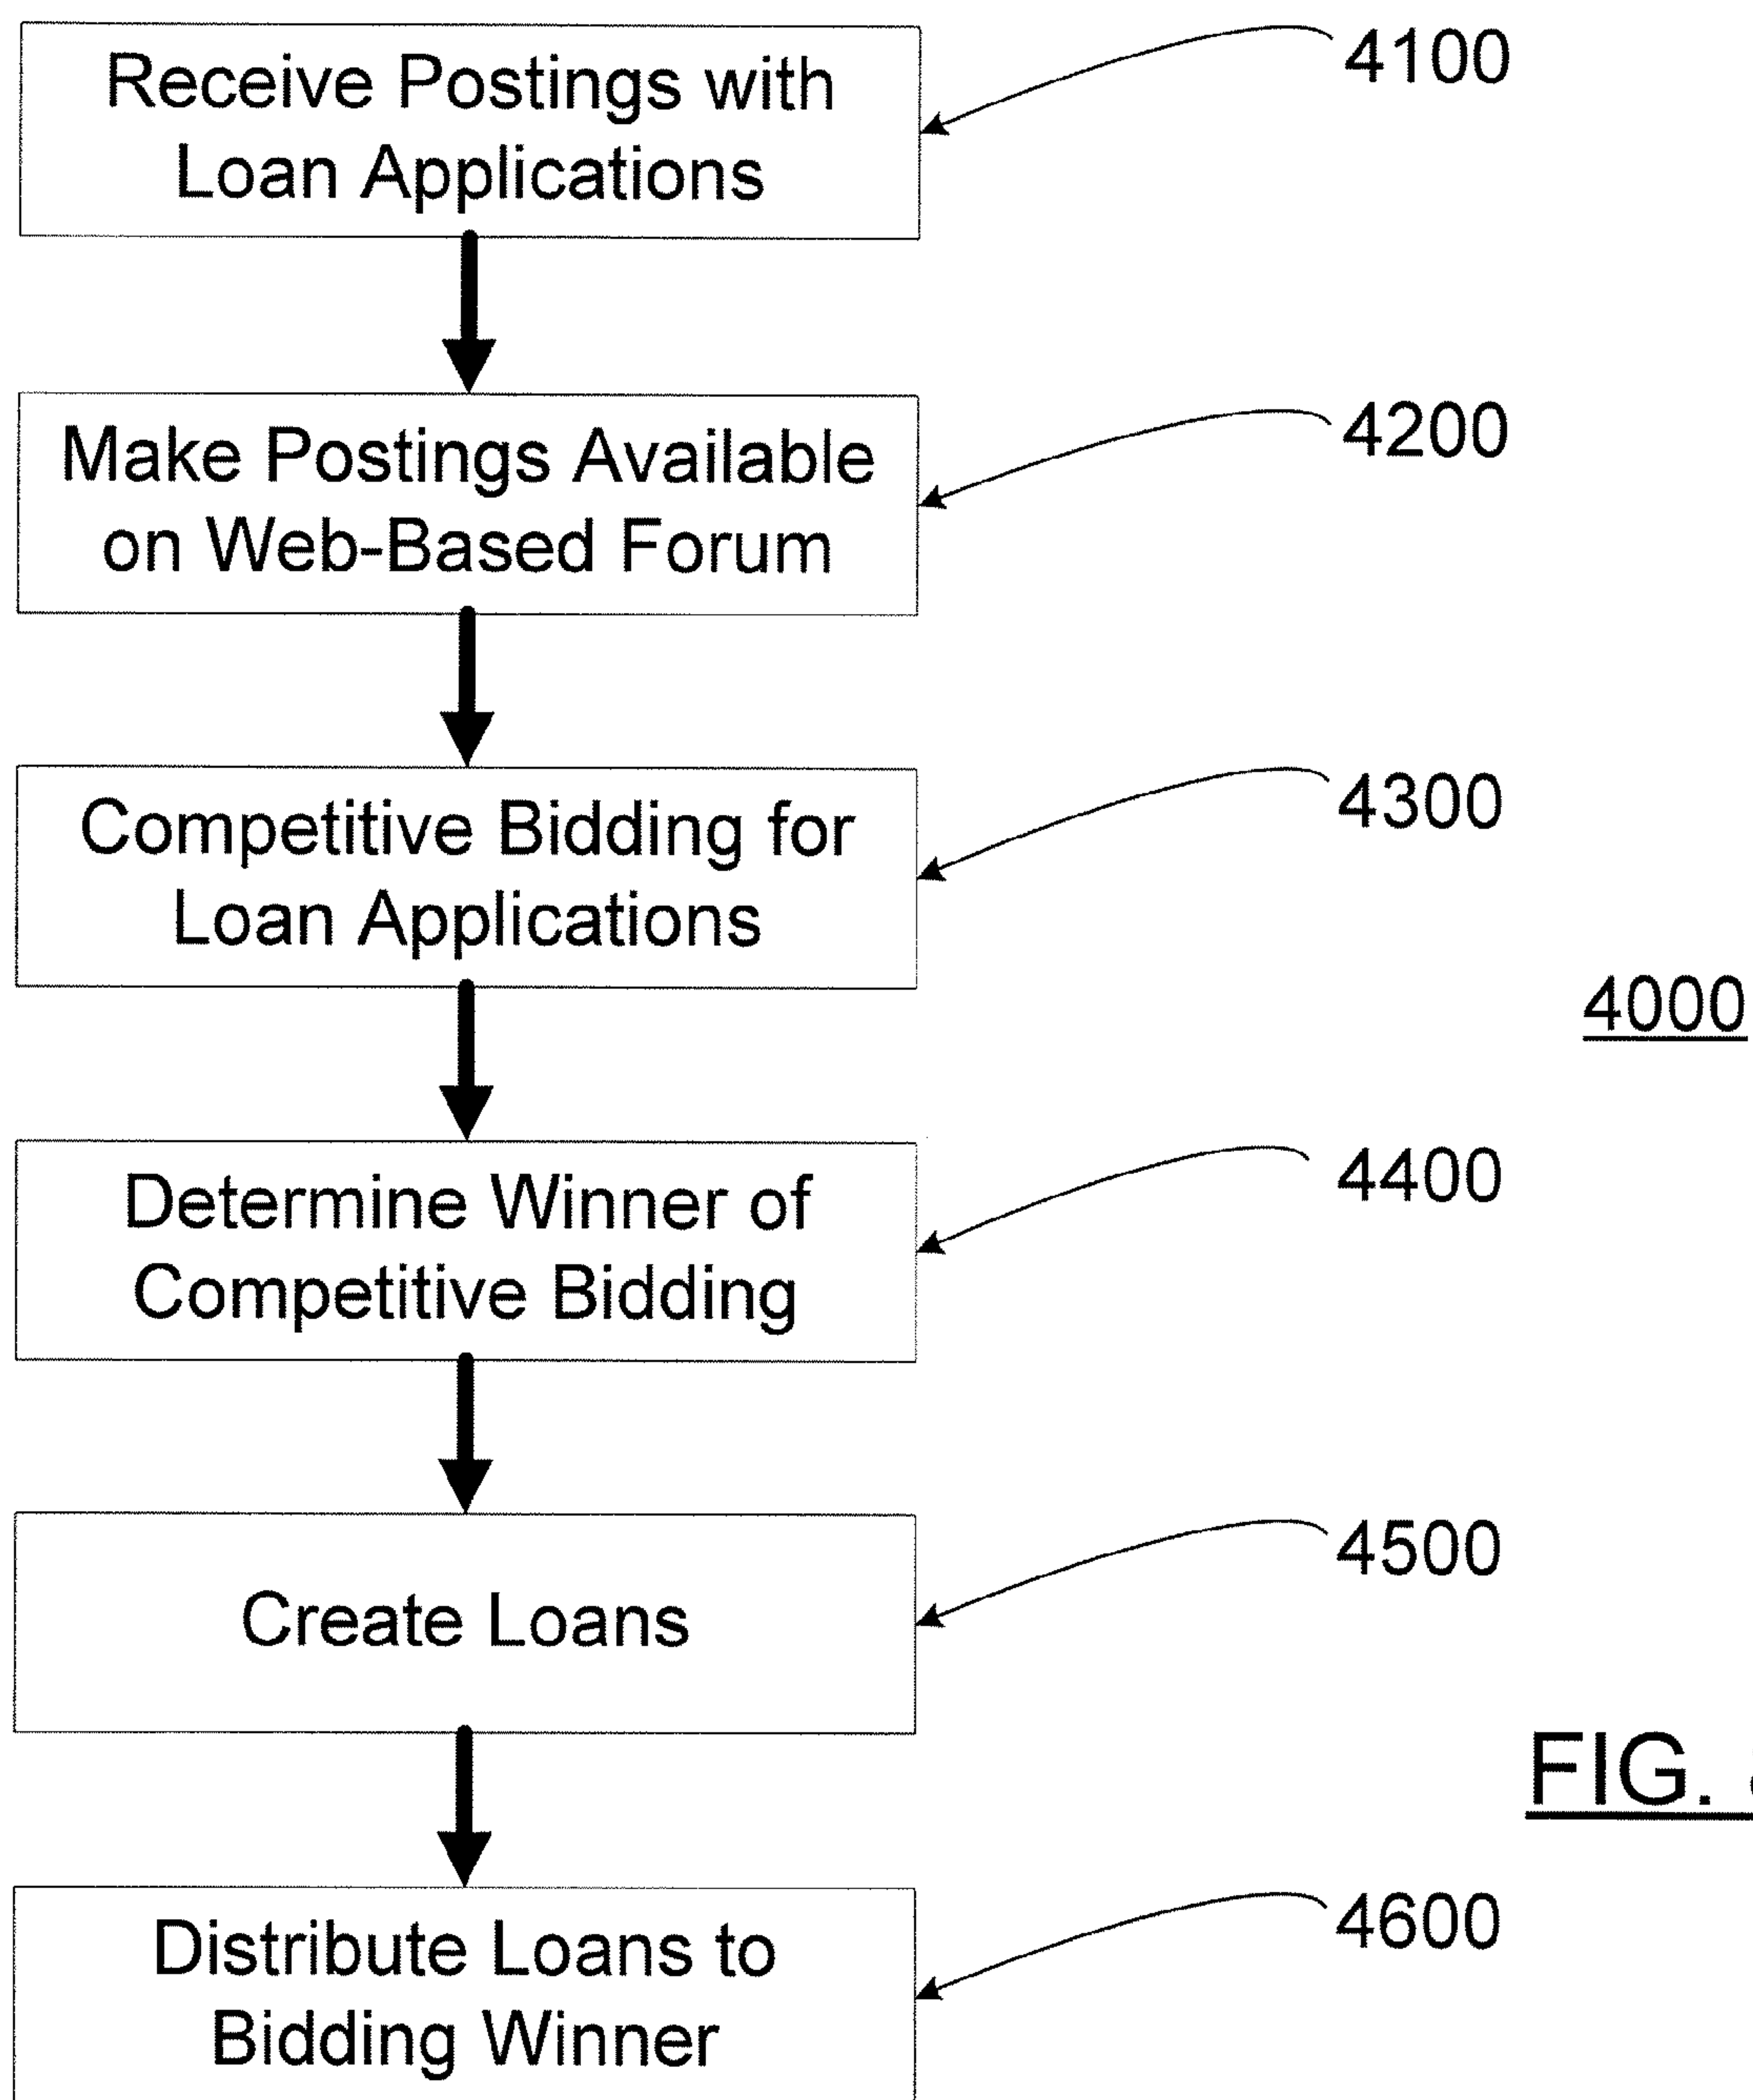 Receive Postings with
Loan Applications
4100
Make Postings Available
on Web-Based Forum
4200
Competitive Bidding for
Loan Applications
4300
4000
Determine Winner of
Competitive Bidding
4400
Create Loans
4500
FIG.
Distribute Loans to
Bidding Winner
4600